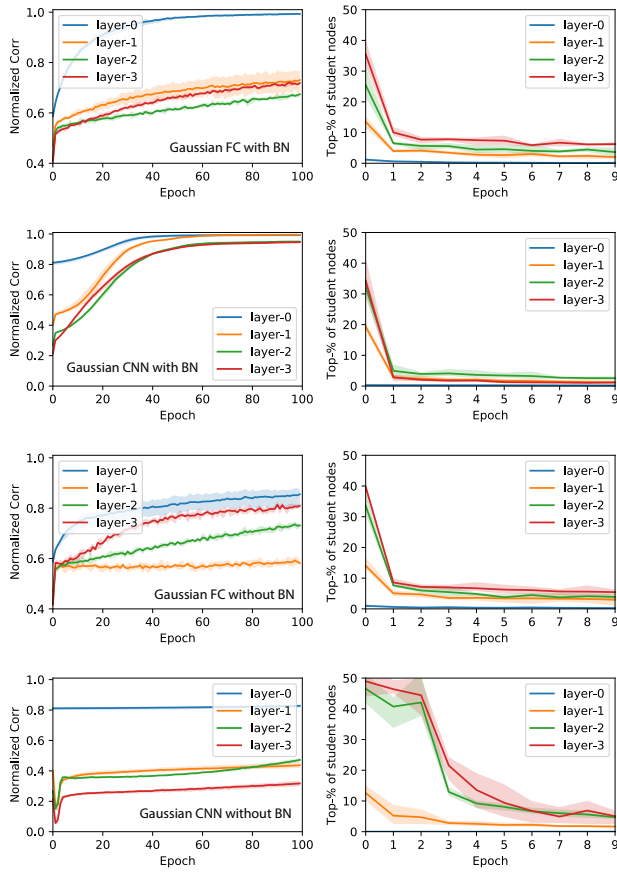 Normalized Corr
1.0
0.8
0.6
0.4
layer-0
layer-1
layer-2
layer-3
Gaussian FC with BN
0 20 40 60 80 100
Epoch
Top-% of student nodes
50
40
30
20
10
0
layer-0
layer-1
layer-2
layer-3
0 1 2 3 4 5 6 7 8 9
Epoch
Normalized Corr
1.0
0.8
0.6
0.4
0.2
0.0
layer-0
layer-1
layer-2
layer-3
Gaussian CNN with BN
0 20 40 60 80 100
Epoch
Top-% of student nodes
50
40
30
20
10
0
layer-0
layer-1
layer-2
layer-3
0 1 2 3 4 5 6 7 8 9
Epoch
Normalized Corr
1.0
0.8
0.6
0.4
layer-0
layer-1
layer-2
layer-3
Gaussian FC without BN
0 20 40 60 80 100
Epoch
Top-% of student nodes
50
40
30
20
10
0
layer-0
layer-1
layer-2
layer-3
0 1 2 3 4 5 6 7 8 9
Epoch
Normalized Corr
1.0
0.8
0.6
0.4
0.2
0.0
layer-0
layer-1
layer-2
layer-3
Gaussian CNN without BN
0 20 40 60 80 100
Epoch
Top-% of student nodes
50
40
30
20
10
0
layer-0
layer-1
layer-2
layer-3
0 1 2 3 4 5 6 7 8 9
Epoch